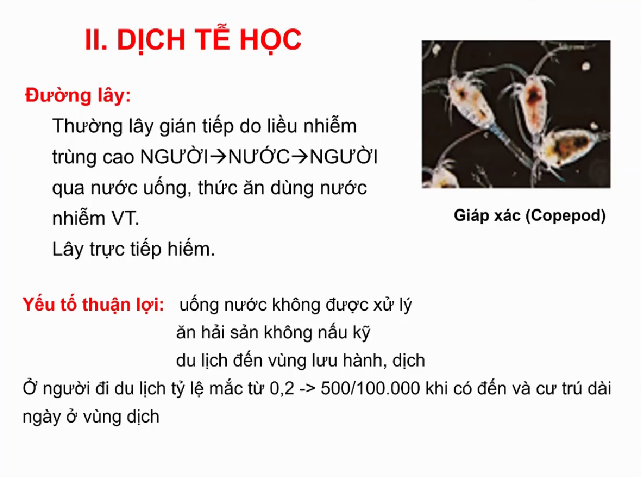 II. DỊCH TỄ HỌC
Đường lây:
Thường lây gián tiếp do liều nhiễm
trùng cao NGƯỜI→NƯỚC→NGƯỜI
qua nước uống, thức ăn dùng nước
nhiễm VT.
Lây trực tiếp hiếm.
Giáp xác (Copepod)
Yếu tố thuận lợi: uống nước không được xử lý
ăn hải sản không nấu kỹ
du lịch đến vùng lưu hành, dịch
Ở người đi du lịch tỷ lệ mắc từ 0,2 -> 500/100.000 khi có đến và cư trú dài
ngày ở vùng dịch